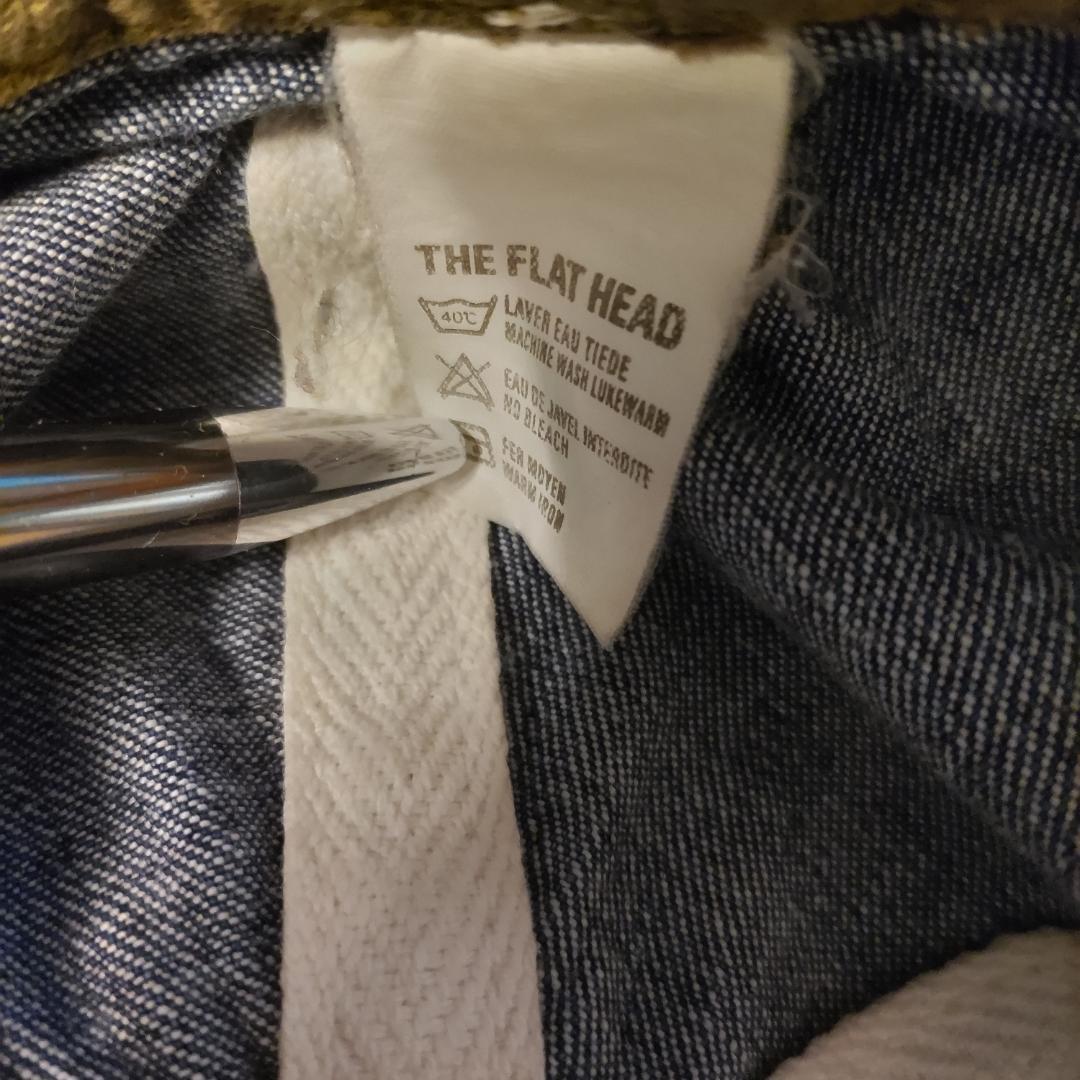 THE FLAT HEAD
40℃
LAVER EAU TIEDE
MACHINE WASH LUKEWARM
EAU DE JAVEL INTERDITE
NO BLEACH
FER MOYEN
WARM IRON